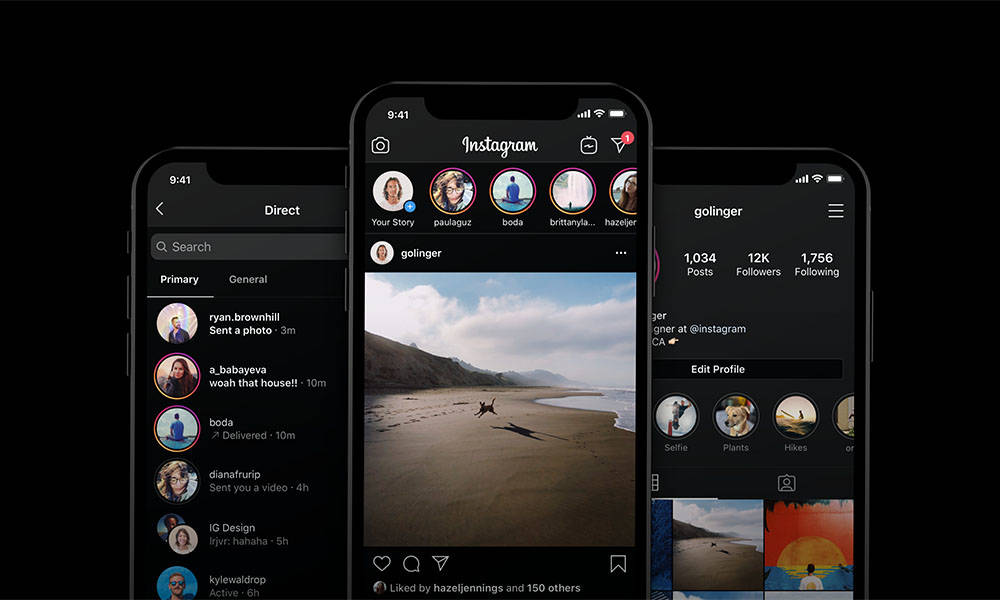 9:41
Direct
Search
Primary General
ryan.brownhill
Sent a photo · 3m
a_babayeva
woah that house!! · 10m
boda
Delivered · 10m
dianafrurip
Sent you a video · 4h
IG Design
lrjvr: hahaha · 5h
kylewaldrop
Active · 6h
9:41
Instagram
1
Your Story paulaguz boda brittanyla... hazeljenn
golinger
Liked by hazeljennings and 150 others
golinger
1,034 12K 1,756
Posts Followers Following
ger
gner at @instagram
CA
Edit Profile
Selfie Plants Hikes or